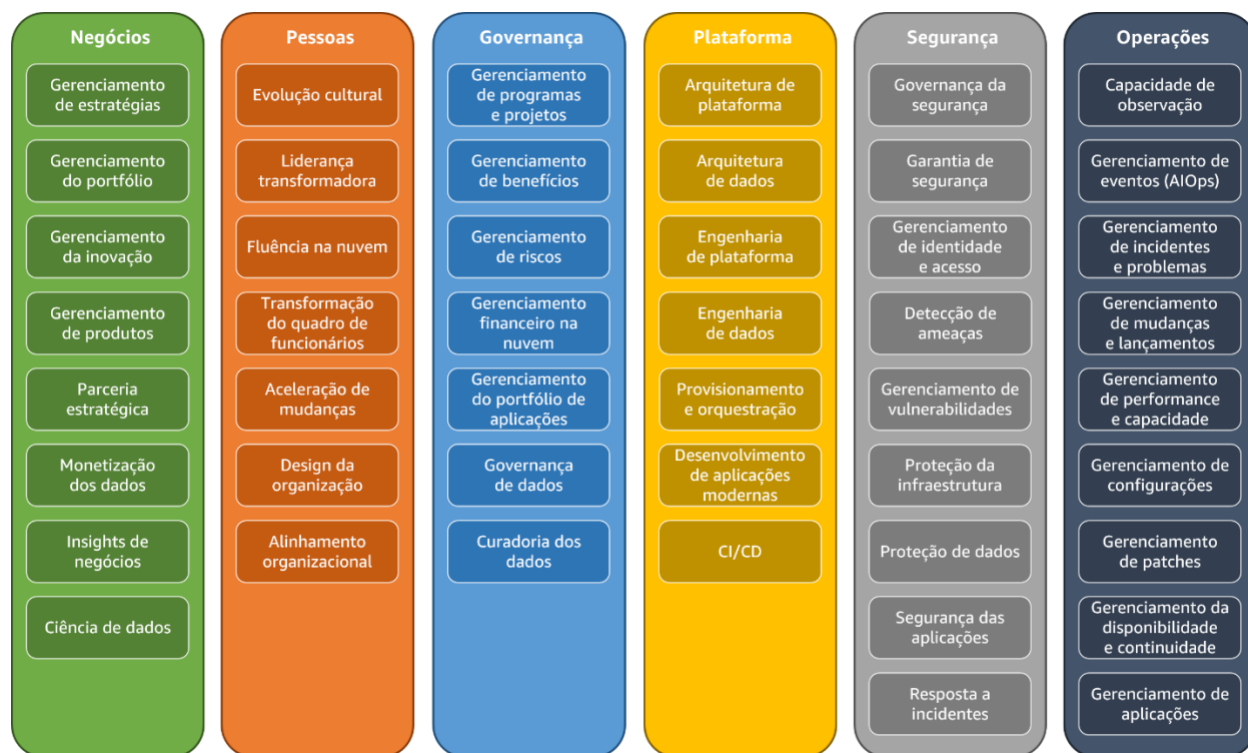 Negócios
Gerenciamento
de estratégias
Gerenciamento
do portfólio
Gerenciamento
da inovação
Gerenciamento
de produtos
Parceria
estratégica
Monetização
dos dados
Insights de
negócios
Ciência de dados
Pessoas
Evolução cultural
Liderança
transformadora
Fluência na nuvem
Transformação
do quadro de
funcionários
Aceleração de
mudanças
Design da
organização
Alinhamento
organizacional
Governança
Gerenciamento
de programas
e projetos
Gerenciamento
de benefícios
Gerenciamento
de riscos
Gerenciamento
financeiro na
nuvem
Gerenciamento
do portfólio de
aplicações
Governança
de dados
Curadoria dos
dados
Plataforma
Arquitetura de
plataforma
Arquitetura
de dados
Engenharia
de plataforma
Engenharia
de dados
Provisionamento
e orquestração
Desenvolvimento
de aplicações
modernas
CI/CD
Segurança
Governança da
segurança
Garantia de
segurança
Gerenciamento
de identidade
e acesso
Detecção de
ameaças
Gerenciamento de
vulnerabilidades
Proteção da
infraestrutura
Proteção de dados
Segurança das
aplicações
Resposta a
incidentes
Operações
Capacidade de
observação
Gerenciamento de
eventos (AIOps)
Gerenciamento
de incidentes
e problemas
Gerenciamento
de mudanças
e lançamentos
Gerenciamento
de performance
e capacidade
Gerenciamento de
configurações
Gerenciamento
de patches
Gerenciamento da
disponibilidade
e continuidade
Gerenciamento de
aplicações